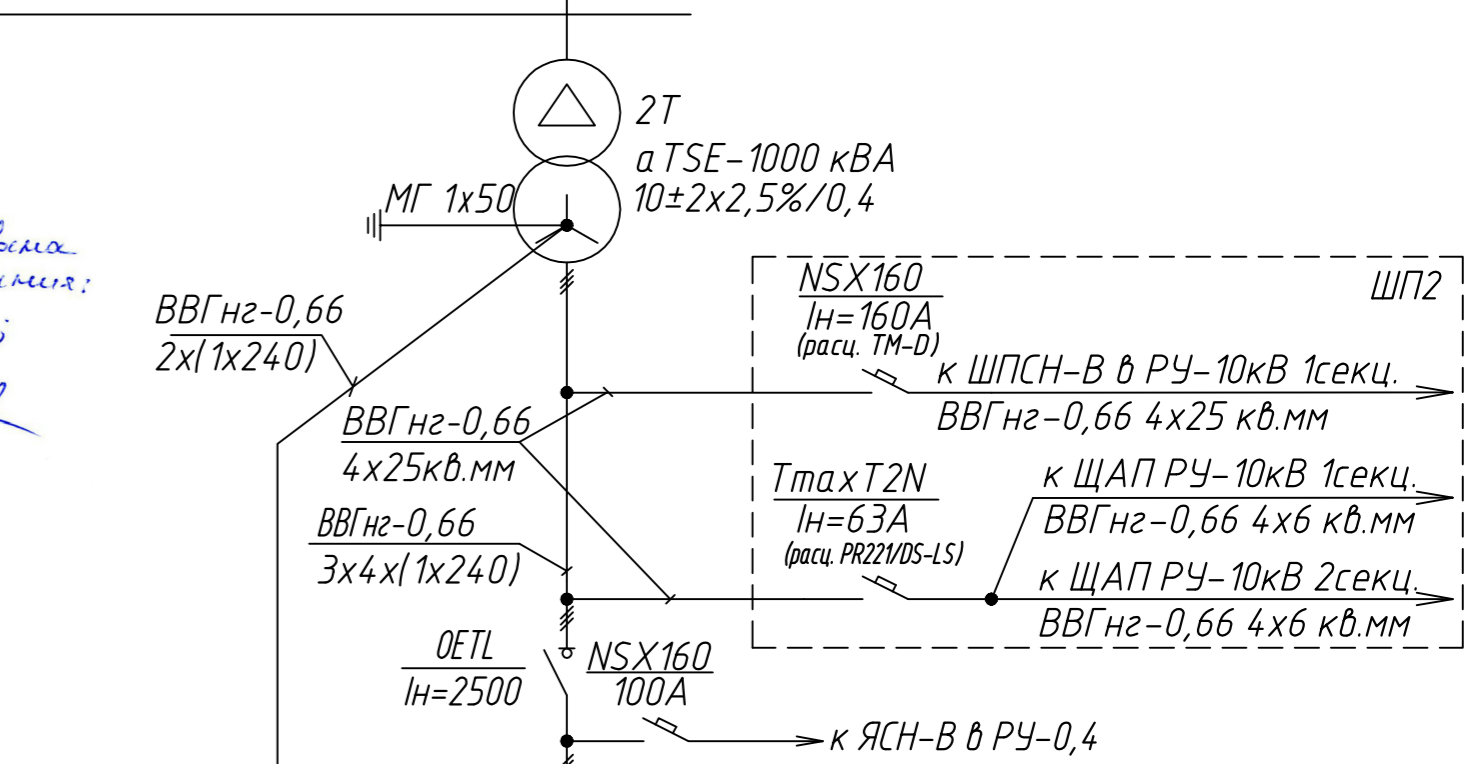 2Т
аTSE-1000 кВА
10±2х2,5%/0,4
МГ 1х50
ВВГнг-0,66
2х(1х240)
NSX160
Iн=160А
(расц. TM-D)
ШП2
к ШПСН-В в РУ-10кВ 1секц.
ВВГнг-0,66 4х25 кв.мм
ВВГнг-0,66
4х25кв.мм
TmaxT2N
Iн=63А
(расц. PR221/DS-LS)
к ЩАП РУ-10кВ 1секц.
ВВГнг-0,66 4х6 кв.мм
ВВГнг-0,66
3х4х(1х240)
к ЩАП РУ-10кВ 2секц.
ВВГнг-0,66 4х6 кв.мм
OETL
Iн=2500
NSX160
100А
к ЯСН-В в РУ-0,4